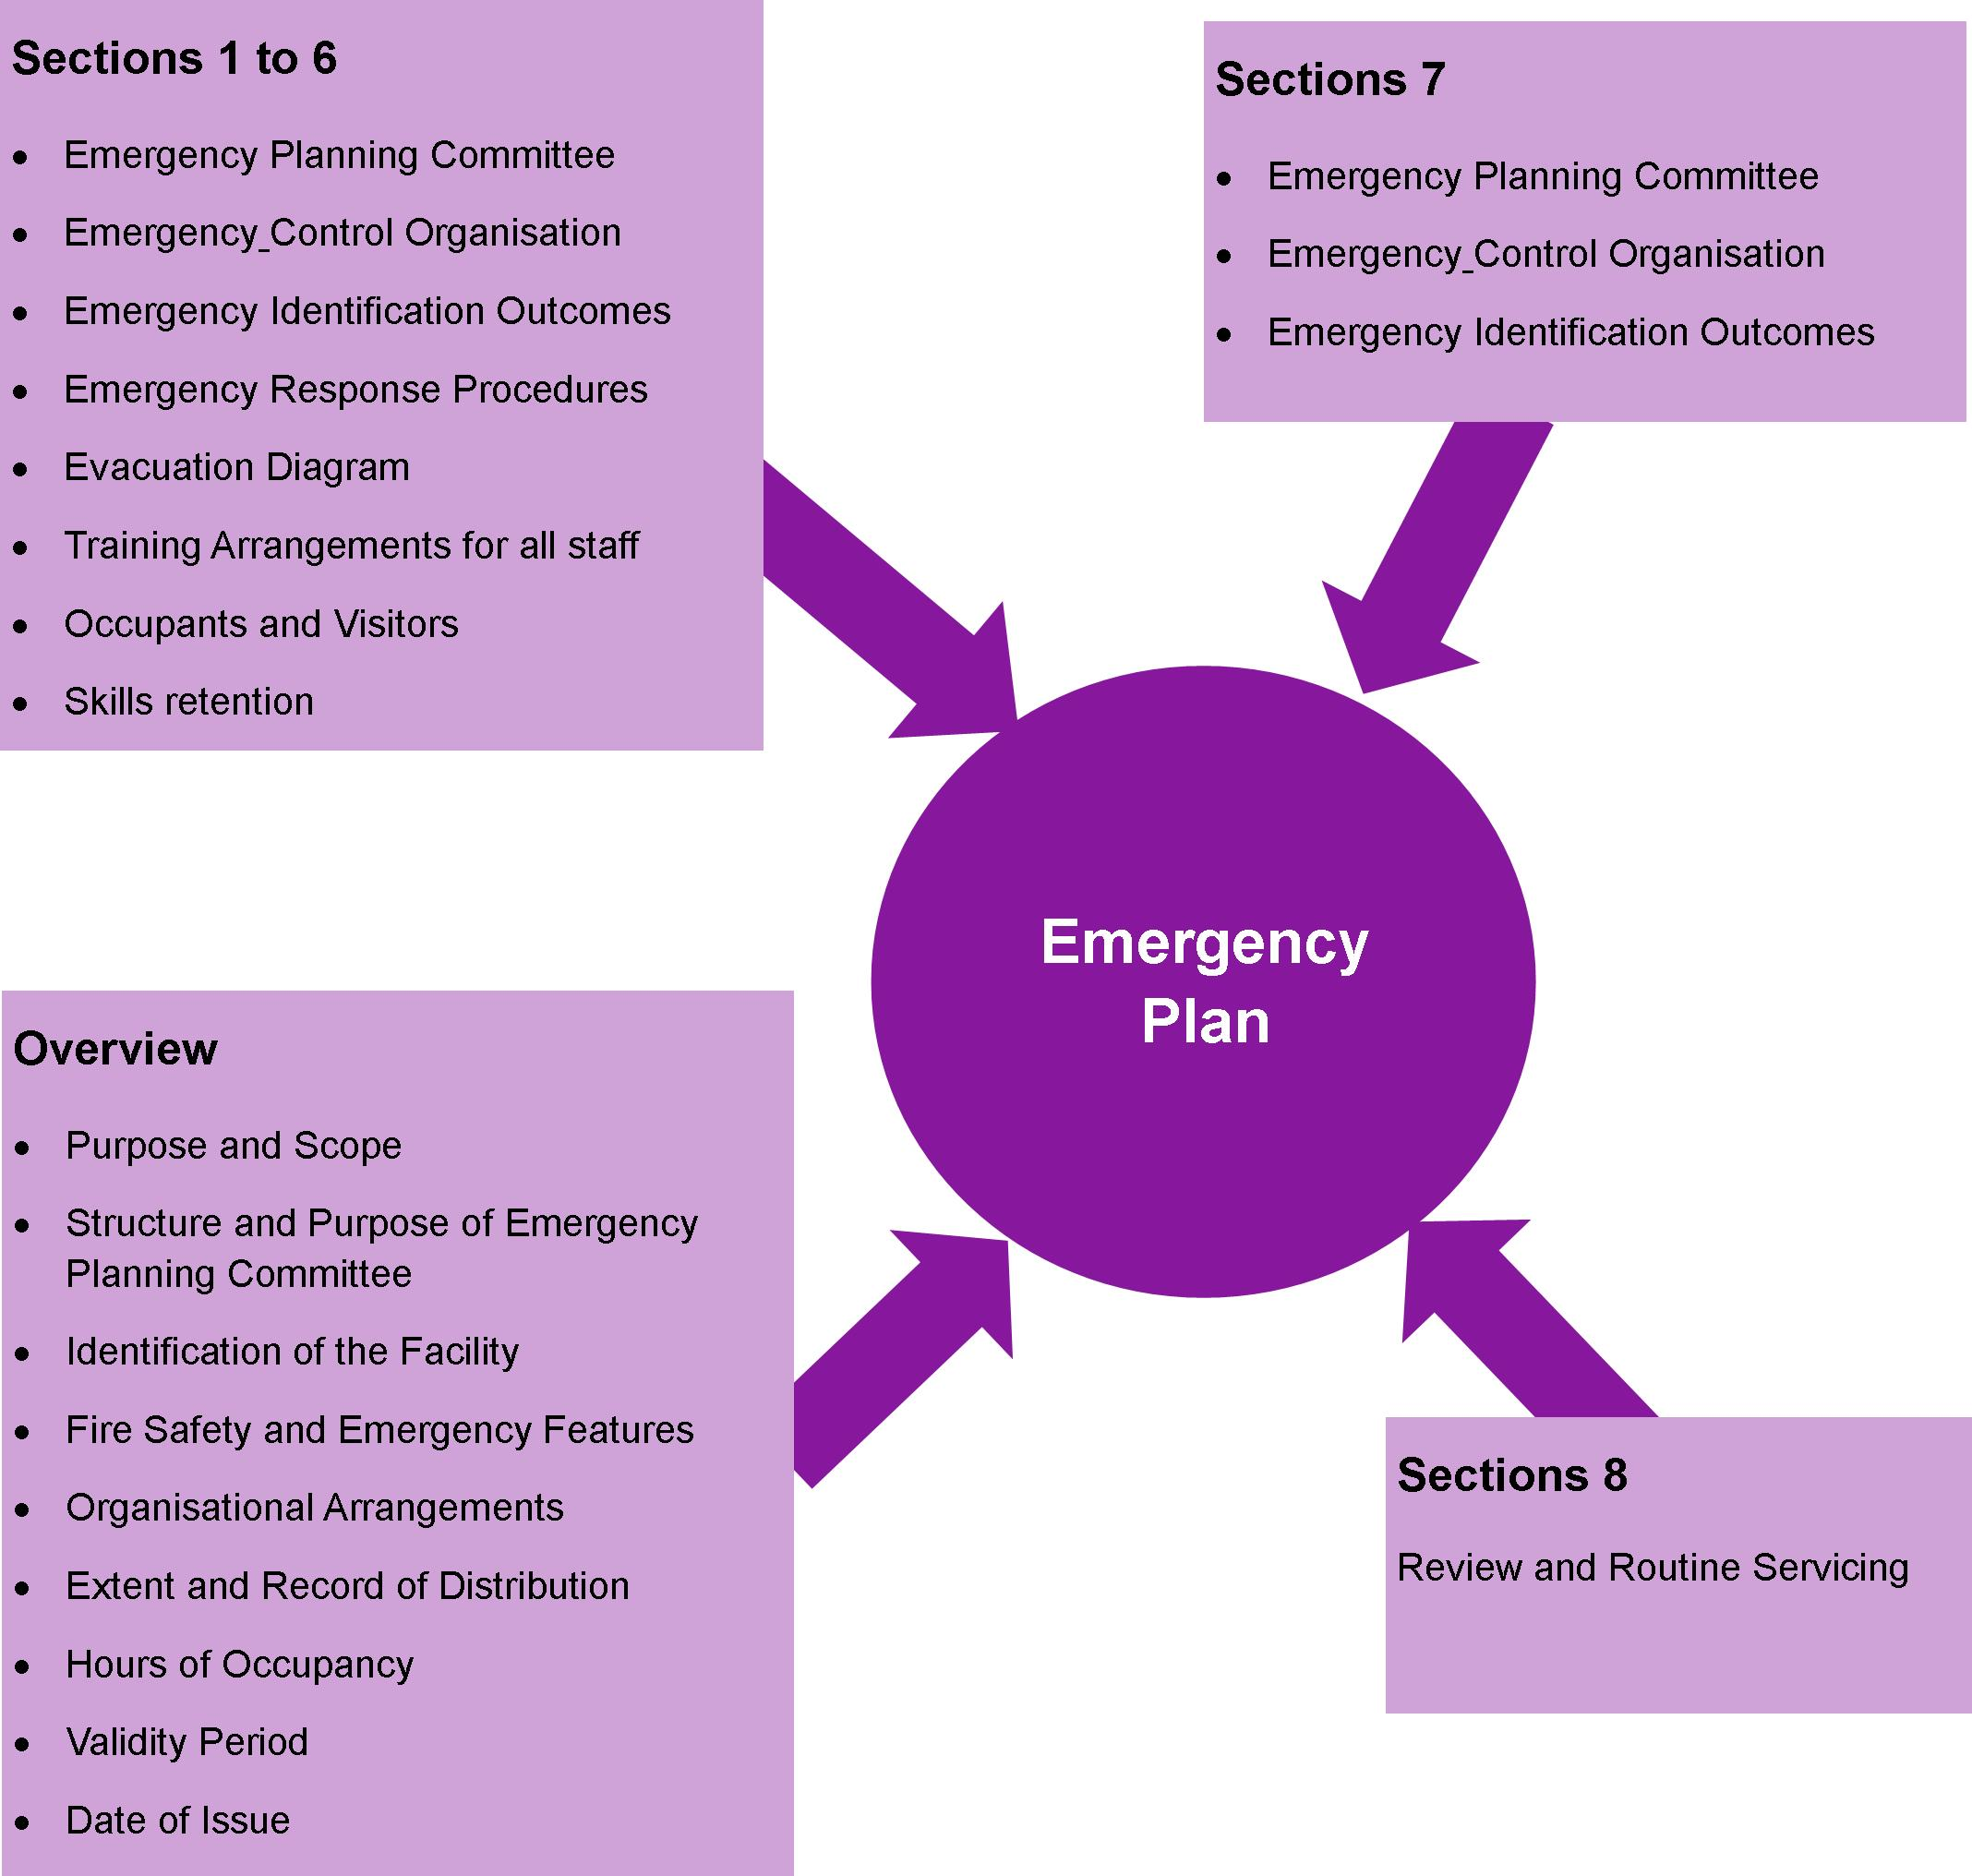 Sections 1 to 6
• Emergency Planning Committee
• Emergency_Control Organisation
• Emergency Identification Outcomes
• Emergency Response Procedures
• Evacuation Diagram
• Training Arrangements for all staff
• Occupants and Visitors
• Skills retention
Sections 7
• Emergency Planning Committee
• Emergency_Control Organisation
• Emergency Identification Outcomes
Emergency
Plan
Overview
• Purpose and Scope
• Structure and Purpose of Emergency
Planning Committee
• Identification of the Facility
• Fire Safety and Emergency Features
• Organisational Arrangements
• Extent and Record of Distribution
• Hours of Occupancy
• Validity Period
• Date of Issue
Sections 8
Review and Routine Servicing